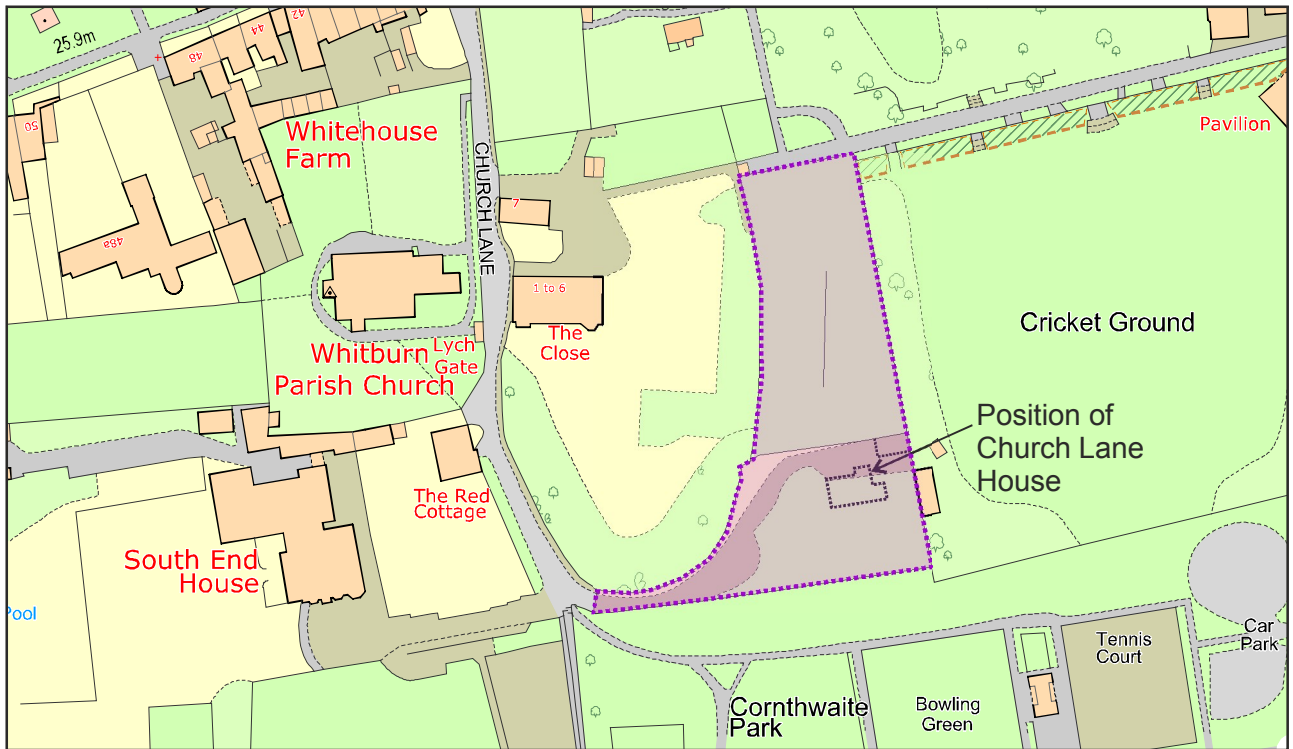 25.9m
48
44
42
50
Whitehouse
Farm
48a
CHURCH LANE
7
1 to 6
The
Close
Pavilion
Cricket Ground
Whitburn
Parish Church
Lych
Gate
Position of
Church Lane
House
The Red
Cottage
South End
House
Pool
Cornthwaite
Park
Bowling
Green
Tennis
Court
Car
Park